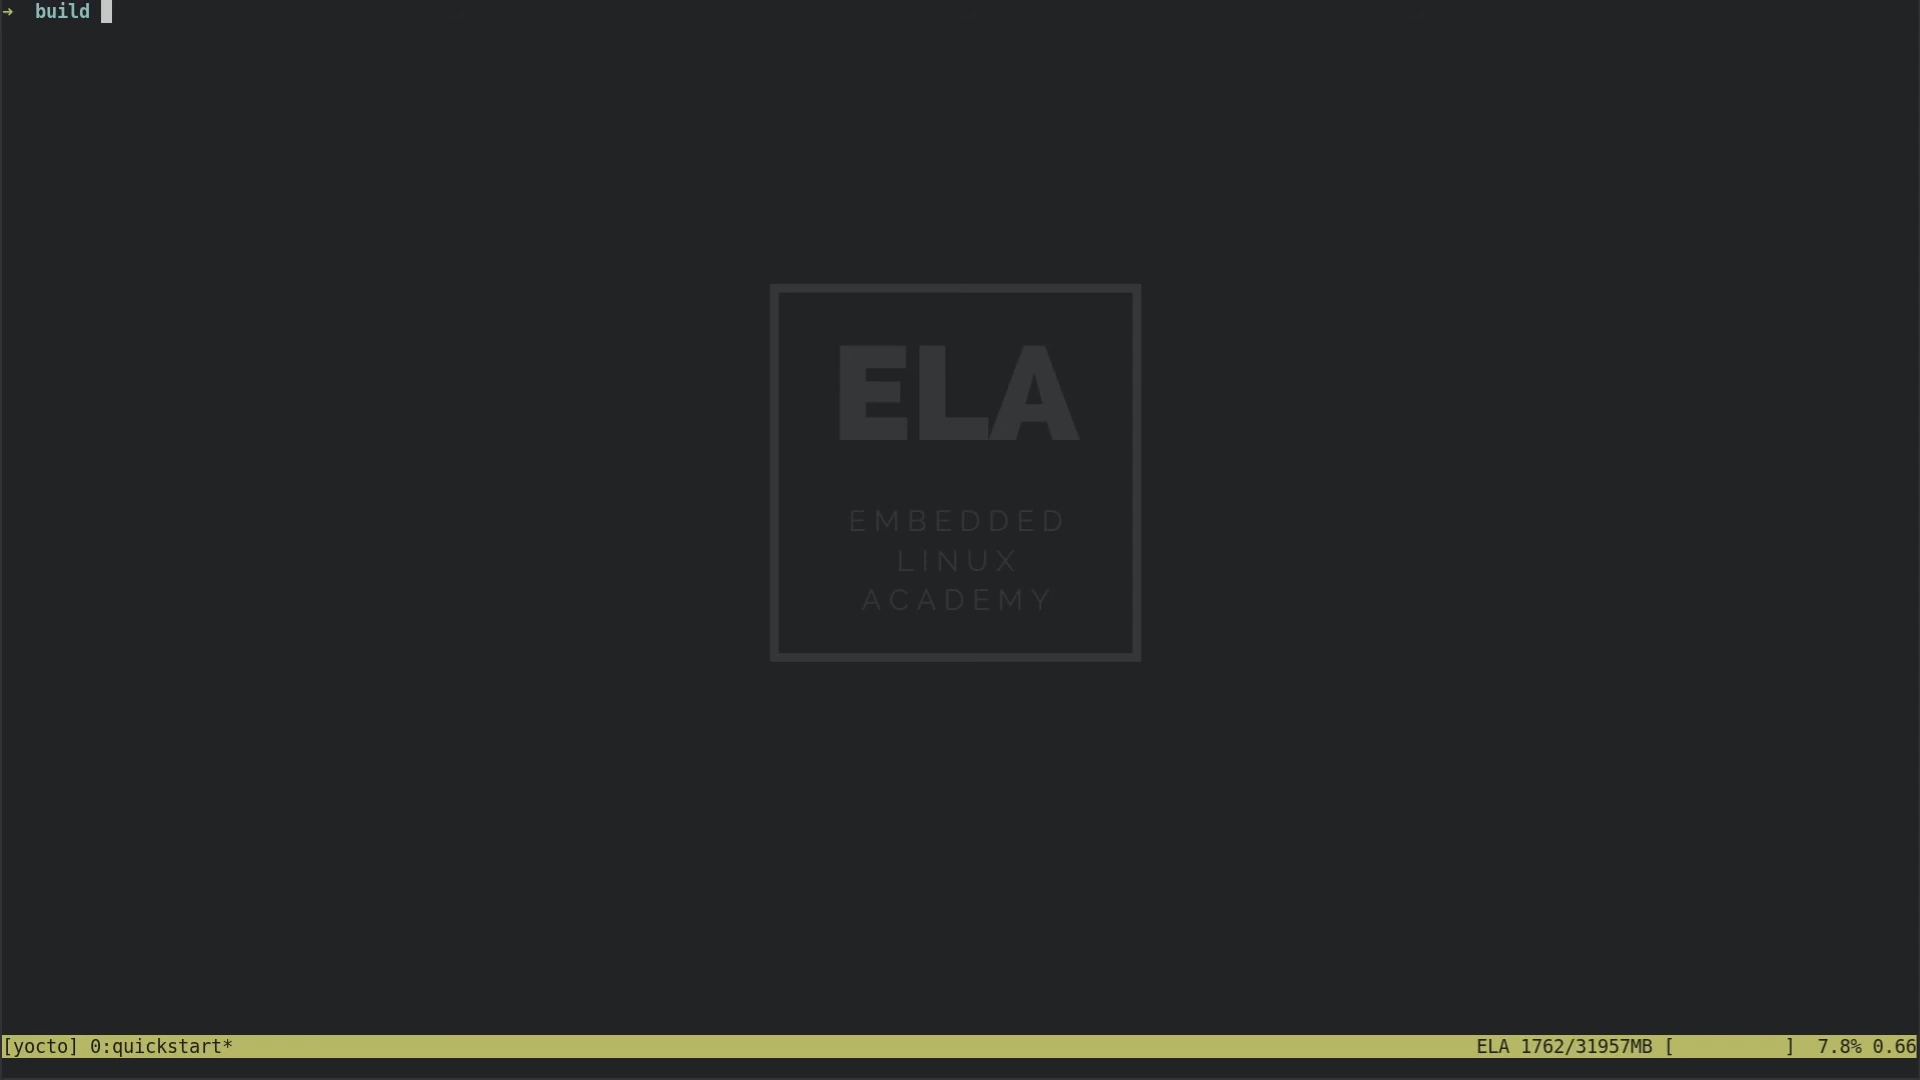 → build
ELA
EMBEDDED
LINUX
ACADEMY
[yocto] 0:quickstart*
ELA 1762/31957MB [ ] 7.8% 0.66